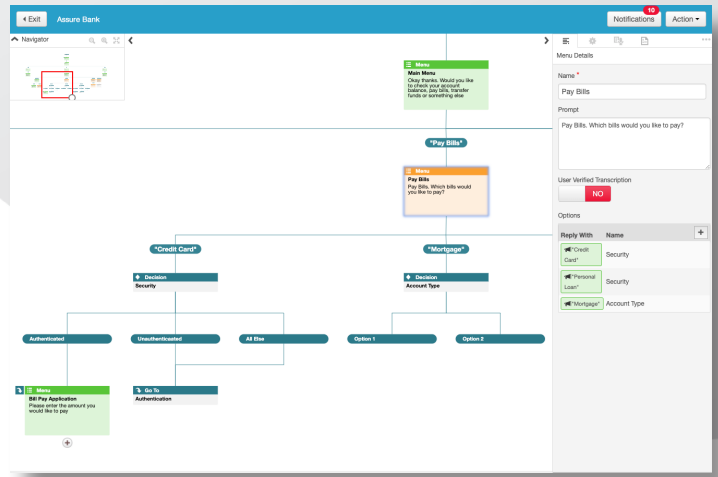 Exit
Assure Bank
Notifications
10
Action
Navigator
Menu
Main Menu
Okay thanks. Would you like
to check your account
balance, pay bills, transfer
funds or something else
"Pay Bills"
Menu
Pay Bills
Pay Bills. Which bills would
you like to pay?
"Credit Card"
"Mortgage"
Decision
Security
Decision
Account Type
Authenticated
Unauthenticated
All Else
Option 1
Option 2
Menu
Bill Pay Application
Please enter the amount you
would like to pay
Go To
Authentication
Menu Details
Name *
Pay Bills
Prompt
Pay Bills. Which bills would you like to pay?
User Verified Transcription
NO
Options
Reply With Name
"Credit
Card"
Security
"Personal
Loan"
Security
"Mortgage" Account Type